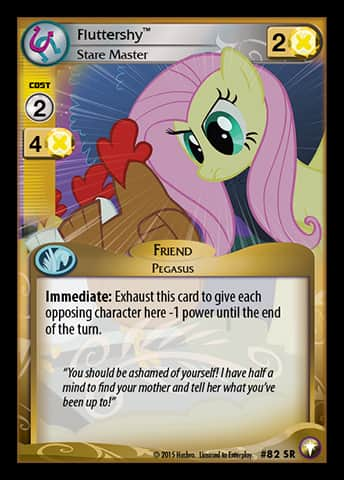 Fluttershy™
Stare Master
2
COST
2
4
FRIEND
PEGASUS
Immediate: Exhaust this card to give each
opposing character here -1 power until the end
of the turn.
“You should be ashamed of yourself! I have half a
mind to find your mother and tell her what you’ve
been up to!”
© 2015 Hasbro. Licensed to Enterplay. #82 SR